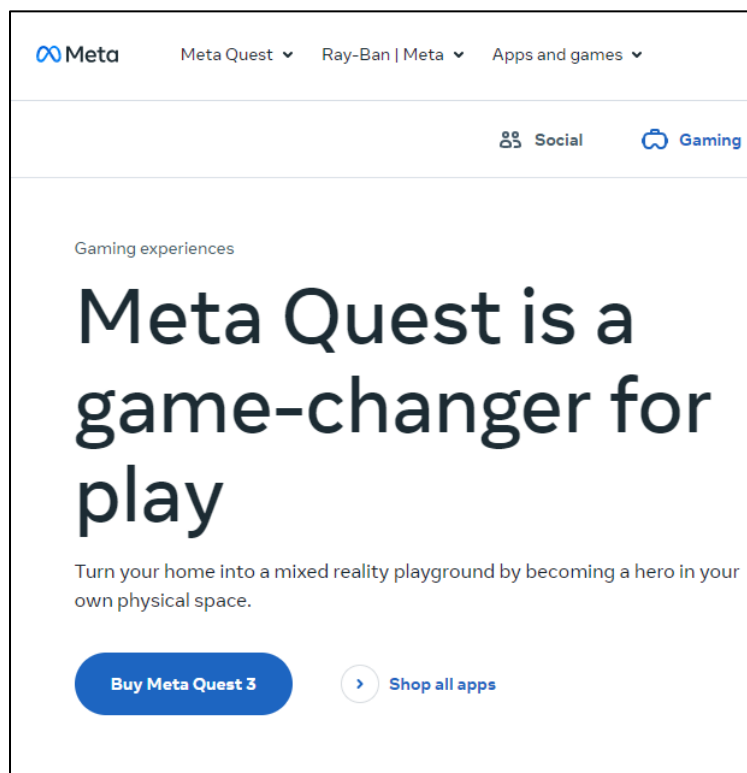 Meta Meta Quest Ray-Ban | Meta Apps and games
Social Gaming
Gaming experiences
Meta Quest is a
game-changer for
play
Turn your home into a mixed reality playground by becoming a hero in your
own physical space.
Buy Meta Quest 3 Shop all apps